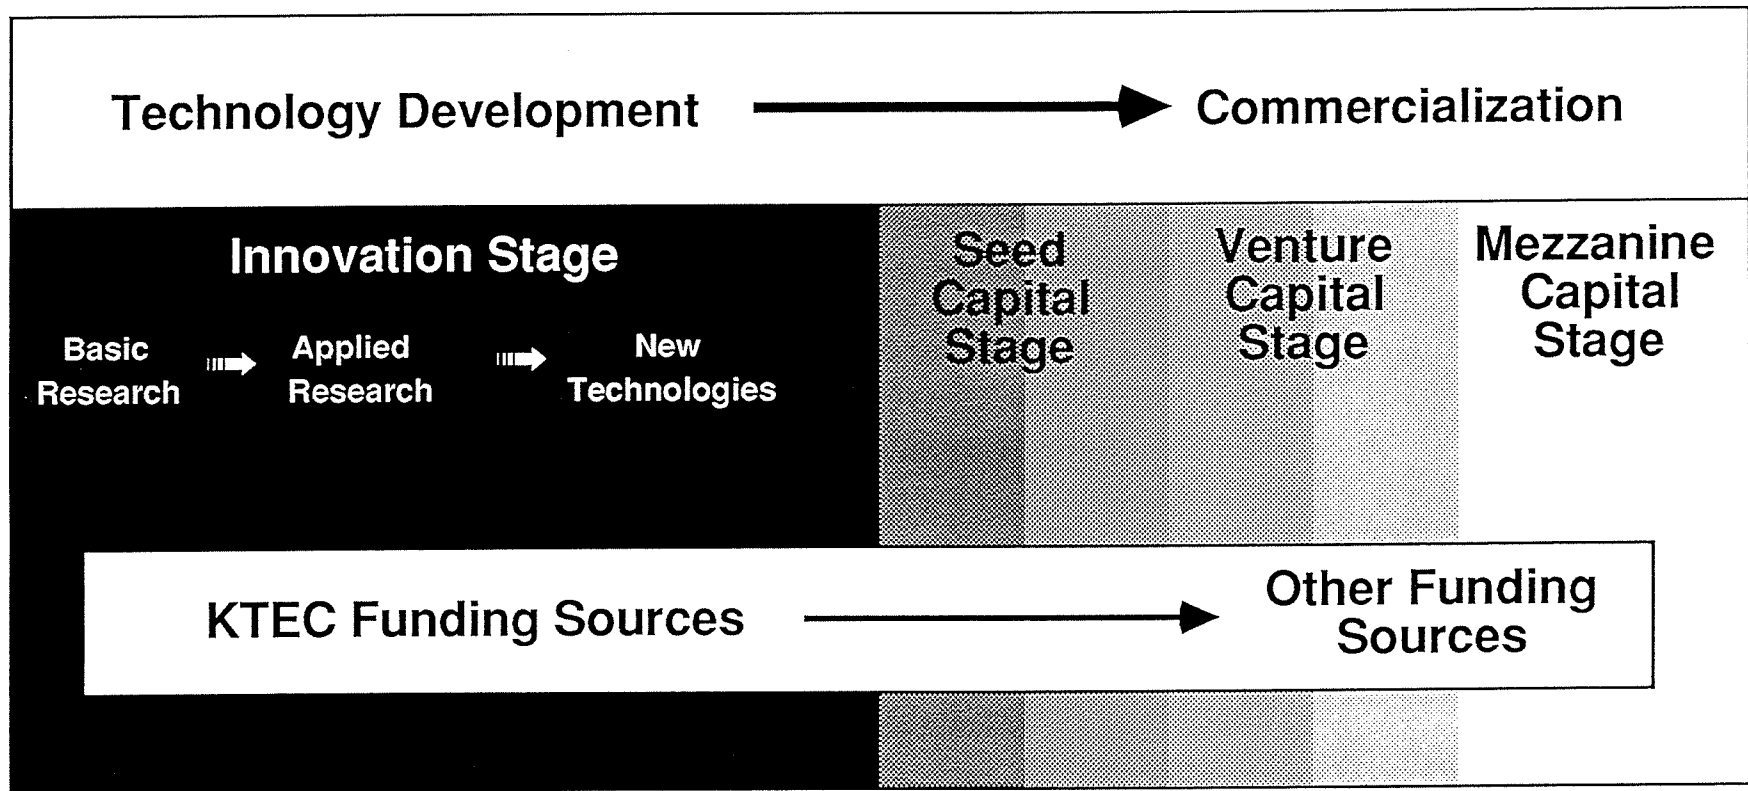 Technology Development
Commercialization
Innovation Stage
Basic
Research
Applied
Research
New
Technologies
Seed
Capital
Stage
Venture
Capital
Stage
Mezzanine
Capital
Stage
KTEC Funding Sources
Other Funding
Sources